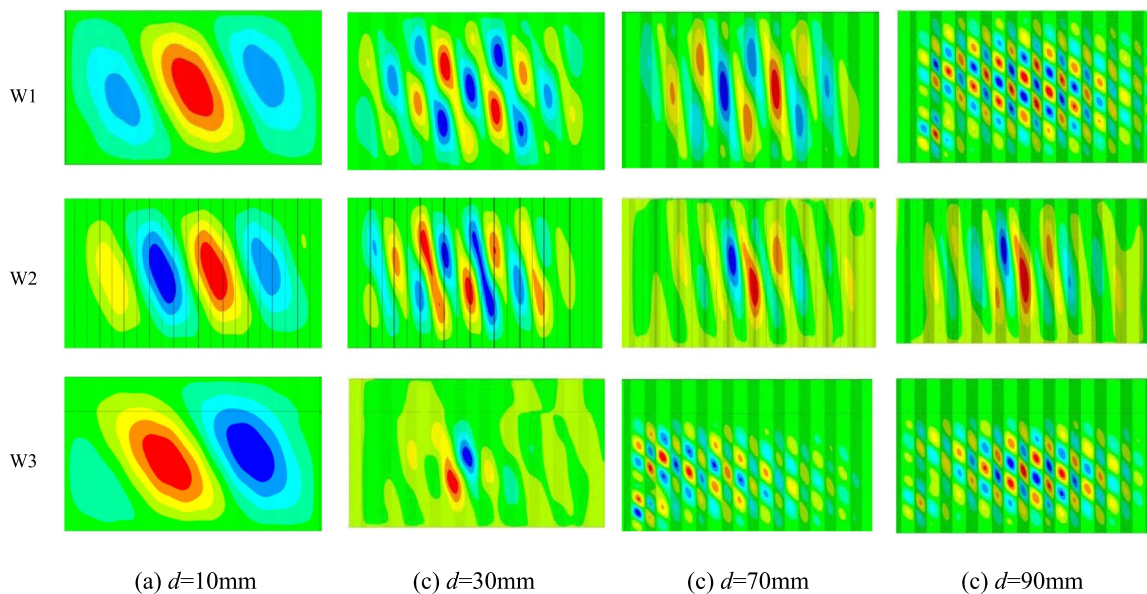 W1
W2
W3
(a) d=10mm
(c) d=30mm
(c) d=70mm
(c) d=90mm